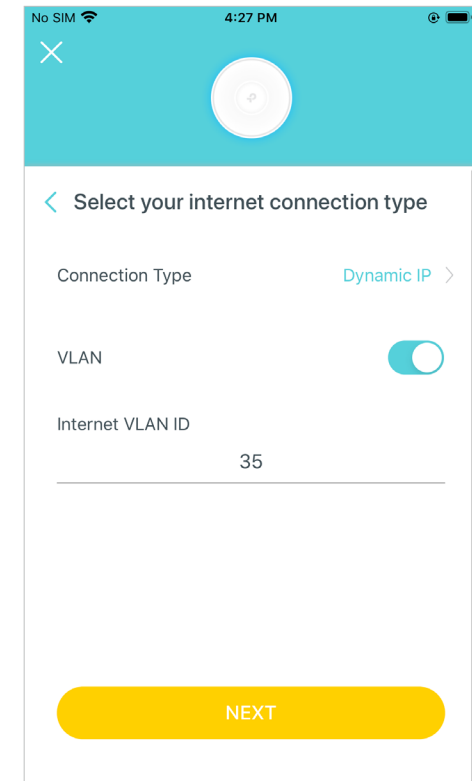 No SIM 4:27 PM
Select your internet connection type
Connection Type Dynamic IP
VLAN
Internet VLAN ID
35
NEXT